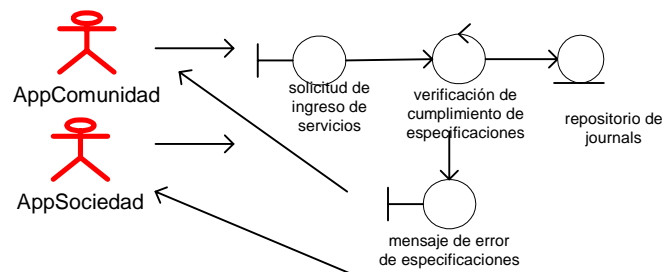 AppComunidad
solicitud de
ingreso de
servicios
verificación de
cumplimiento de
especificaciones
repositorio de
journals
AppSociedad
mensaje de error
de especificaciones